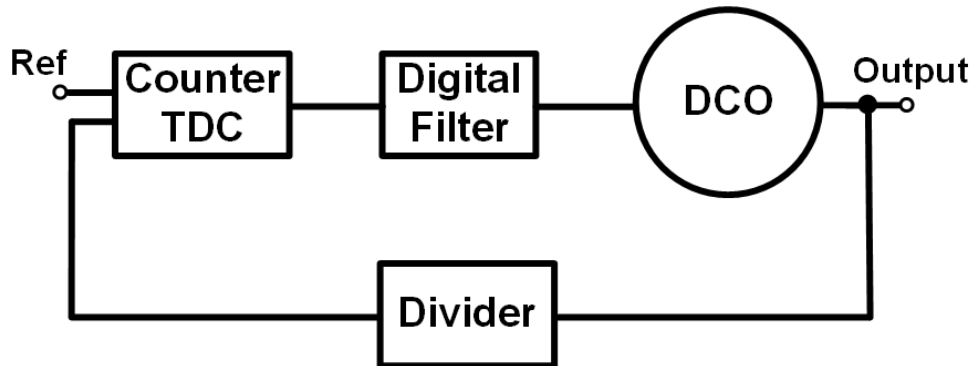 Ref
Counter
TDC
Digital
Filter
DCO
Output
Divider